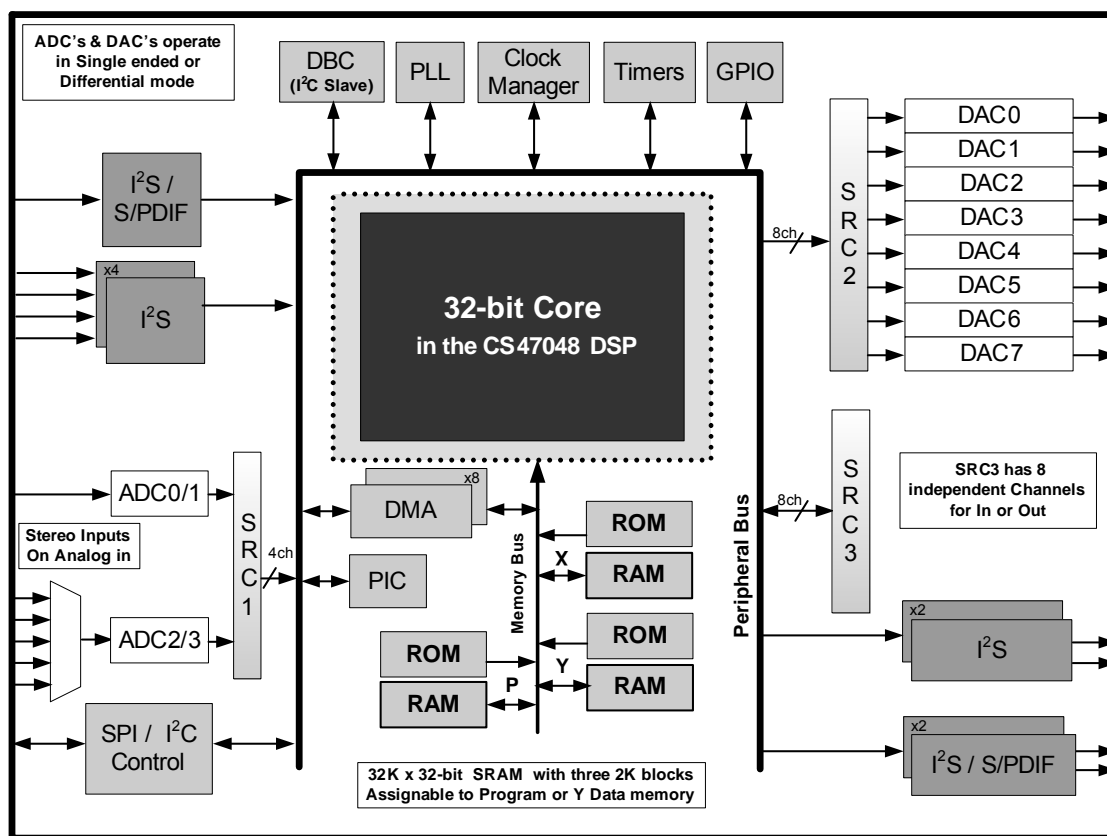 ADC's & DAC's operate
in Single ended or
Differential mode
DBC
(I²C Slave)
PLL
Clock
Manager
Timers
GPIO
I²S /
S/PDIF
x4
I²S
32-bit Core
in the CS47048 DSP
8ch
SRC2
DAC0
DAC1
DAC2
DAC3
DAC4
DAC5
DAC6
DAC7
ADC0/1
Stereo Inputs
On Analog in
ADC2/3
SRC1
4ch
x8
DMA
PIC
Memory Bus
ROM
X
RAM
ROM
Y
RAM
ROM
P
RAM
Peripheral Bus
8ch
SRC3
SRC3 has 8
independent Channels
for In or Out
x2
I²S
x2
I²S / S/PDIF
SPI / I²C
Control
32K x 32-bit SRAM with three 2K blocks
Assignable to Program or Y Data memory